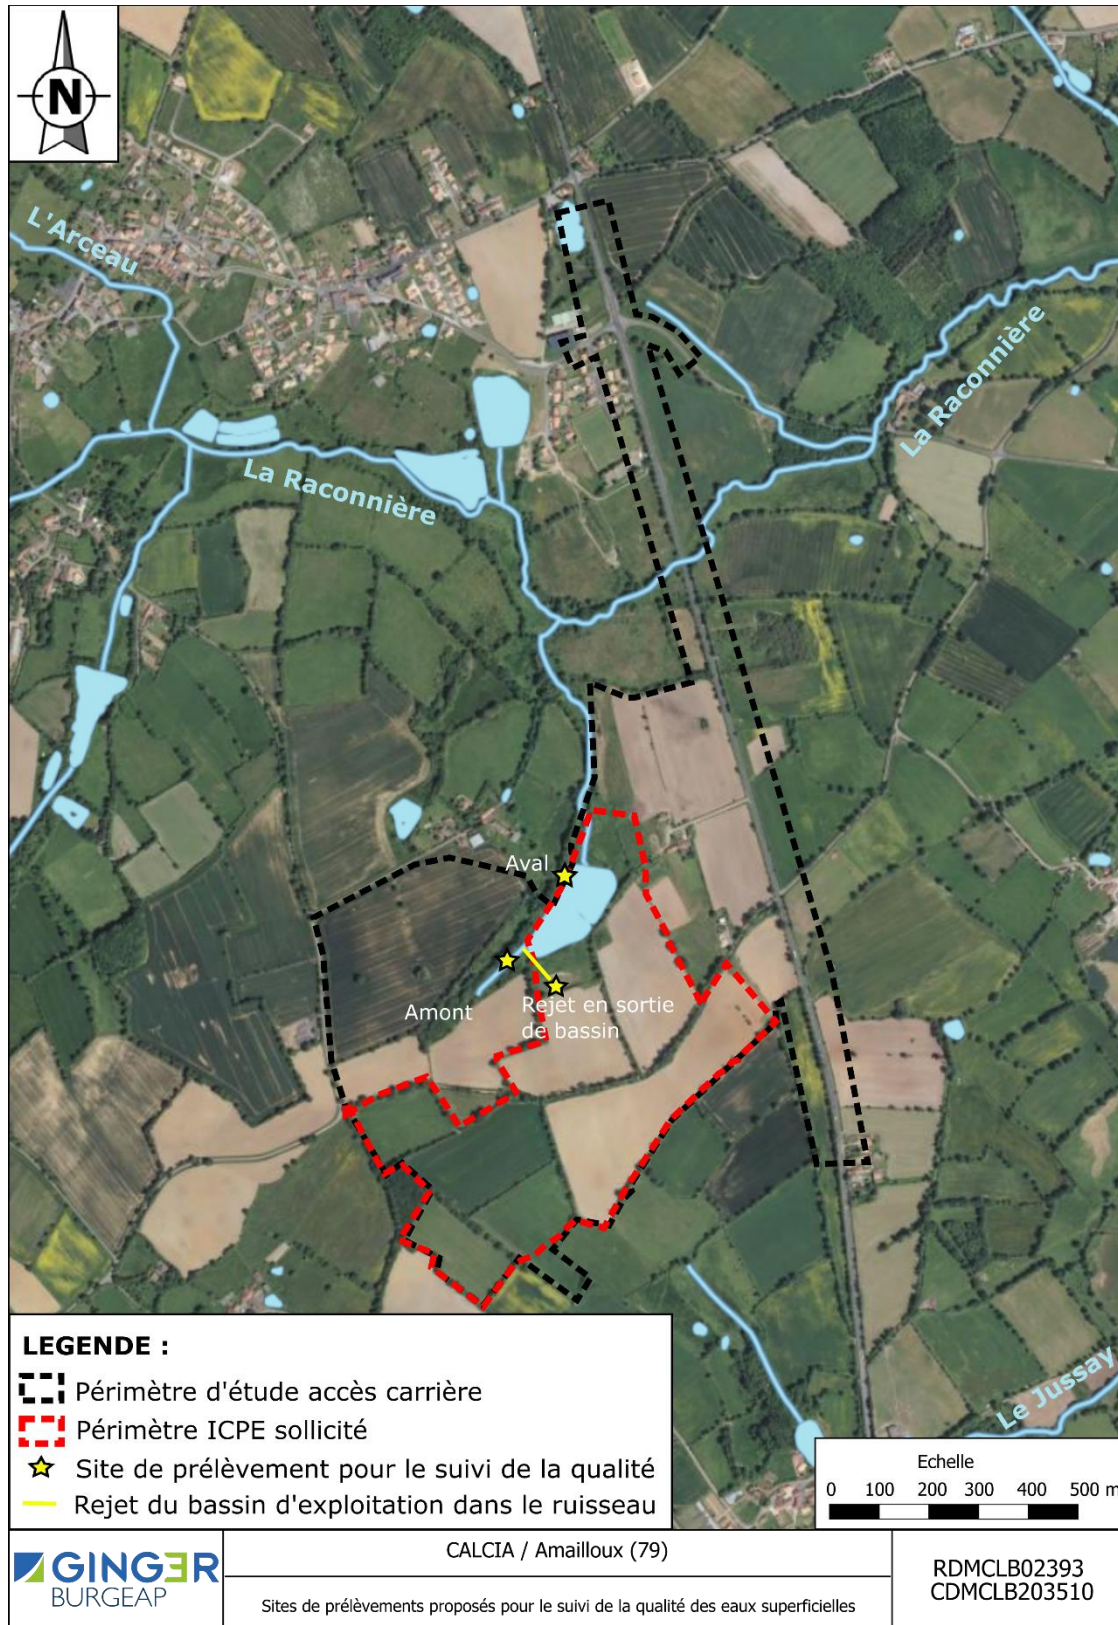 N
L'Arceau
La Raconnière
La Raconnière
Aval
Amont
Rejet en sortie
de bassin
Le Jussay
LEGENDE :
Périmètre d'étude accès carrière
Périmètre ICPE sollicité
Site de prélèvement pour le suivi de la qualité
Rejet du bassin d'exploitation dans le ruisseau
Echelle
0 100 200 300 400 500 m
GINGER
BURGEAP
CALCIA / Amailloux (79)
Sites de prélèvements proposés pour le suivi de la qualité des eaux superficielles
RDMCLB02393
CDMCLB203510